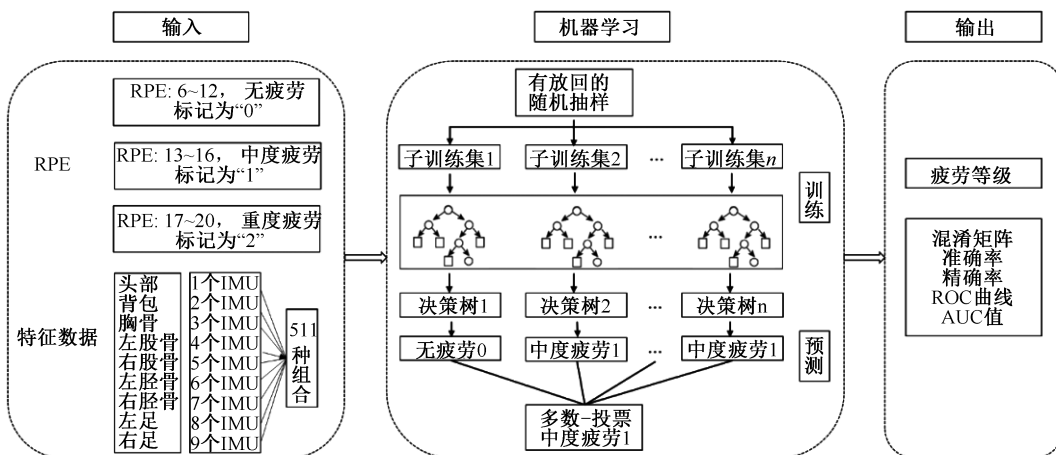 输入
RPE
RPE: 6~12， 无疲劳
标记为“0”
RPE: 13~16， 中度疲劳
标记为“1”
RPE: 17~20， 重度疲劳
标记为“2”
特征数据
头部
背包
胸骨
左股骨
右股骨
左胫骨
右胫骨
左足
右足
1个IMU
2个IMU
3个IMU
4个IMU
5个IMU
6个IMU
7个IMU
8个IMU
9个IMU
511
种
组
合
机器学习
有放回的
随机抽样
子训练集1
子训练集2
...
子训练集n
训
练
...
决策树1
决策树2
...
决策树n
无疲劳0
中度疲劳1
...
中度疲劳1
预
测
多数-投票
中度疲劳1
输出
疲劳等级
混淆矩阵
准确率
精确率
ROC曲线
AUC值